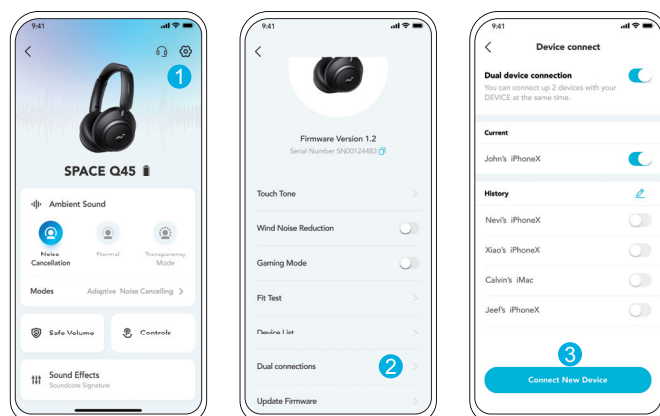 9:41
1
SPACE Q45
Ambient Sound
Noise
Cancellation
Normal
Transparency
Mode
Modes
Adaptive Noise Cancelling
Safe Volume
Controls
Sound Effects
Soundcore Signature
9:41
Firmware Version 1.2
Serial Number SN00124483
Touch Tone
Wind Noise Reduction
Gaming Mode
Fit Test
Device List
Dual connections
2
Update Firmware
9:41
Device connect
Dual device connection
You can connect up 2 devices with your
DEVICE at the same time.
Current
John's iPhoneX
History
Nevi's iPhoneX
Xiao's iPhoneX
Calvin's iMac
Jeef's iPhoneX
3
Connect New Device